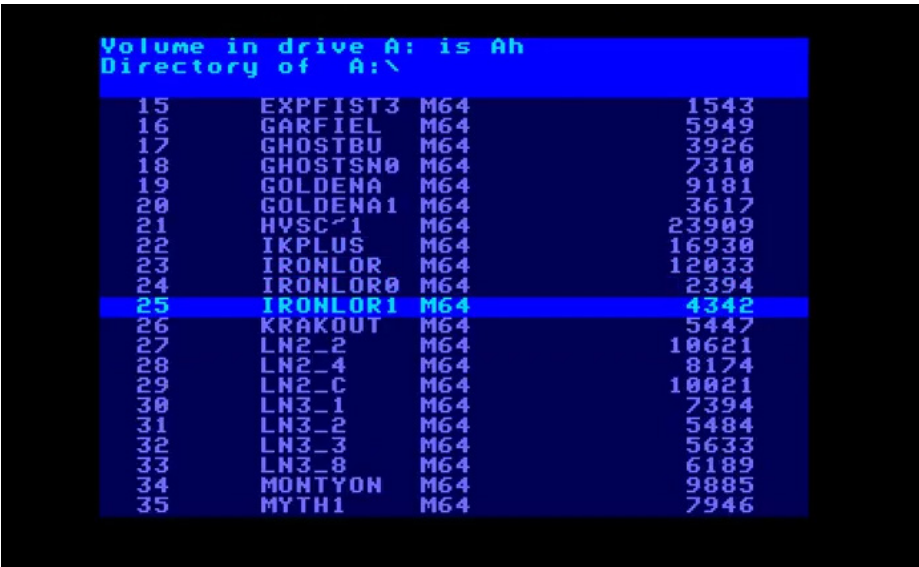 Volume in drive A: is Ah
Directory of  A:\
15 EXPFIST3 M64 1543
16 GARFIEL M64 5949
17 GHOSTBU M64 3926
18 GHOSTSN0 M64 7310
19 GOLDENA M64 9181
20 GOLDENA1 M64 3617
21 HVSC~1 M64 23909
22 IKPLUS M64 16930
23 IRONLOR M64 12033
24 IRONLOR0 M64 2394
25 IRONLOR1 M64 4342
26 KRAKOUT M64 5447
27 LN2_2 M64 10621
28 LN2_4 M64 8174
29 LN2_C M64 10021
30 LN3_1 M64 7394
31 LN3_2 M64 5484
32 LN3_3 M64 5633
33 LN3_8 M64 6189
34 MONTYON M64 9885
35 MYTH1 M64 7946